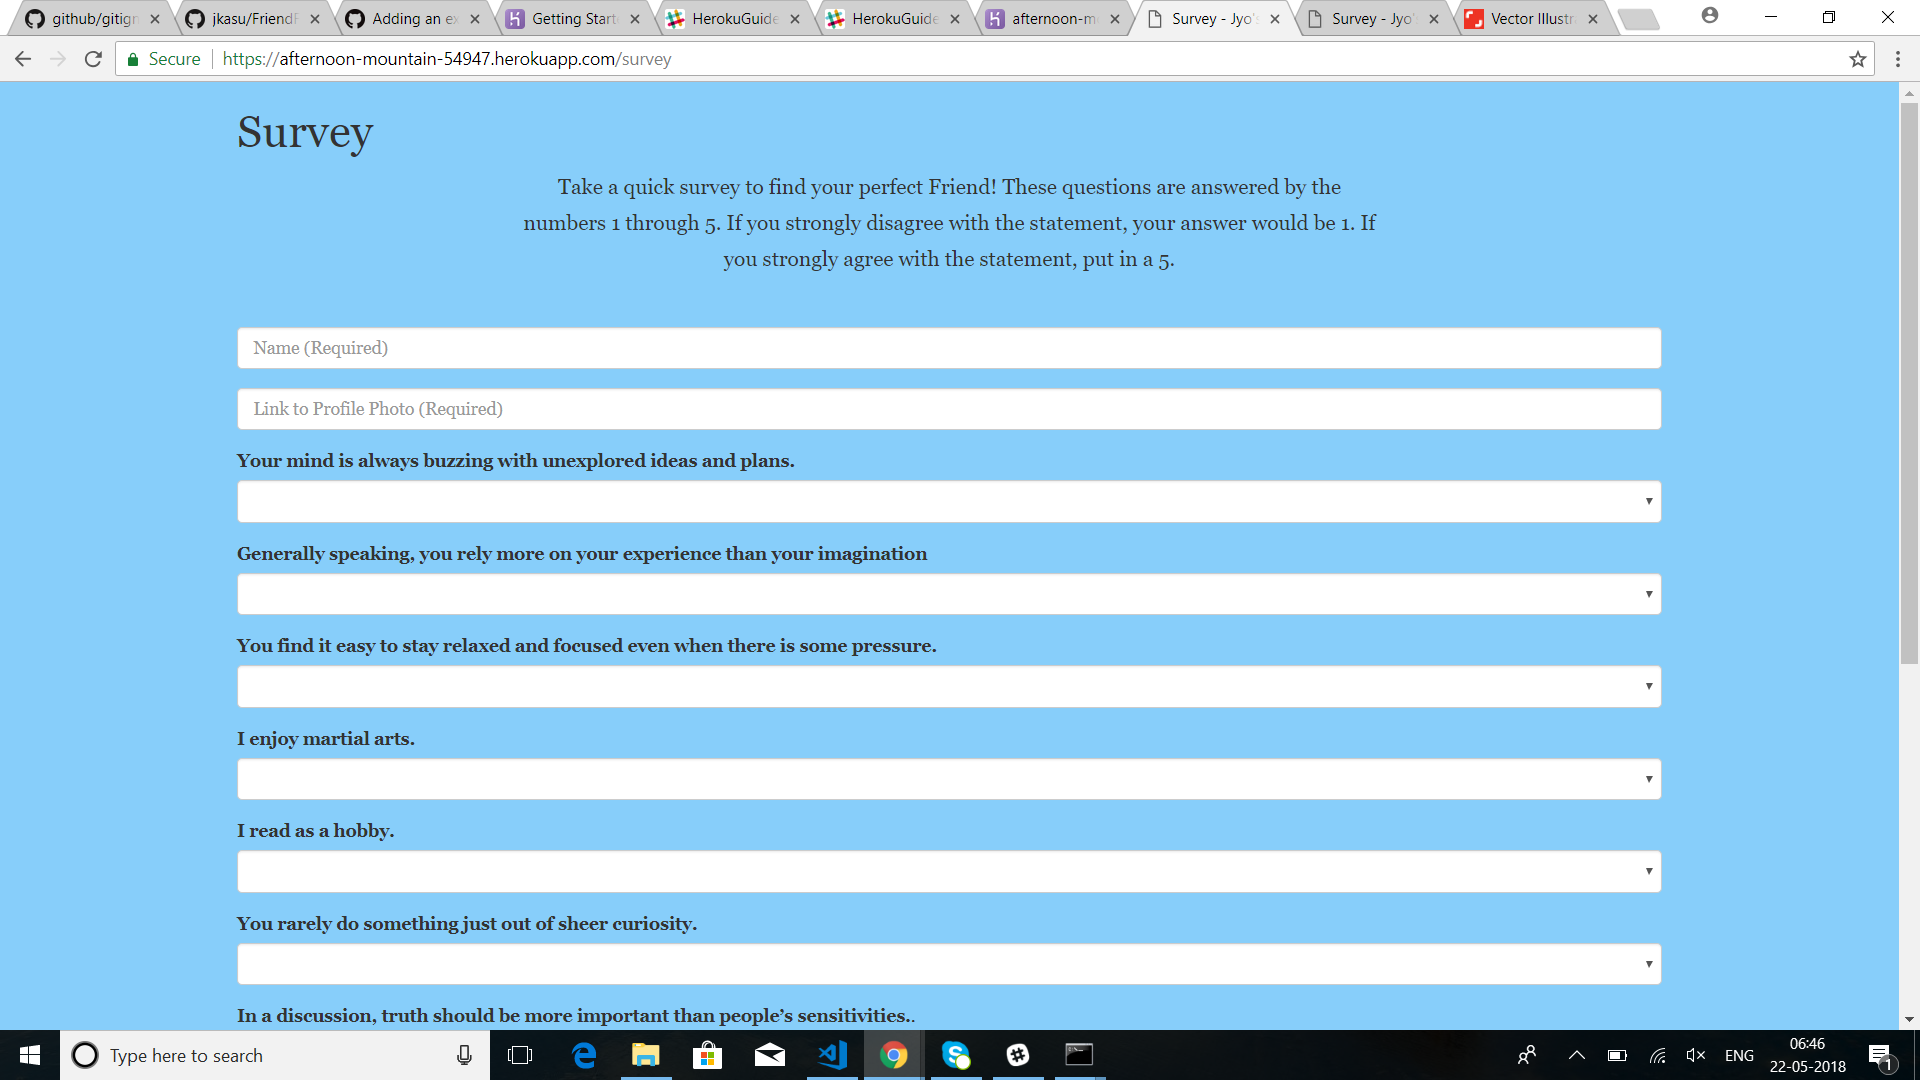 github/gitign
jkasu/FriendF
Adding an ex
Getting Start
HerokuGuide
HerokuGuide
afternoon-m
Survey - Jyo's
Survey - Jyo'
Vector Illustr
Secure
https://afternoon-mountain-54947.herokuapp.com/survey
Survey
Take a quick survey to find your perfect Friend! These questions are answered by the
numbers 1 through 5. If you strongly disagree with the statement, your answer would be 1. If
you strongly agree with the statement, put in a 5.
Name (Required)
Link to Profile Photo (Required)
Your mind is always buzzing with unexplored ideas and plans.
Generally speaking, you rely more on your experience than your imagination
You find it easy to stay relaxed and focused even when there is some pressure.
I enjoy martial arts.
I read as a hobby.
You rarely do something just out of sheer curiosity.
In a discussion, truth should be more important than people’s sensitivities..
Type here to search
ENG
06:46
22-05-2018
1